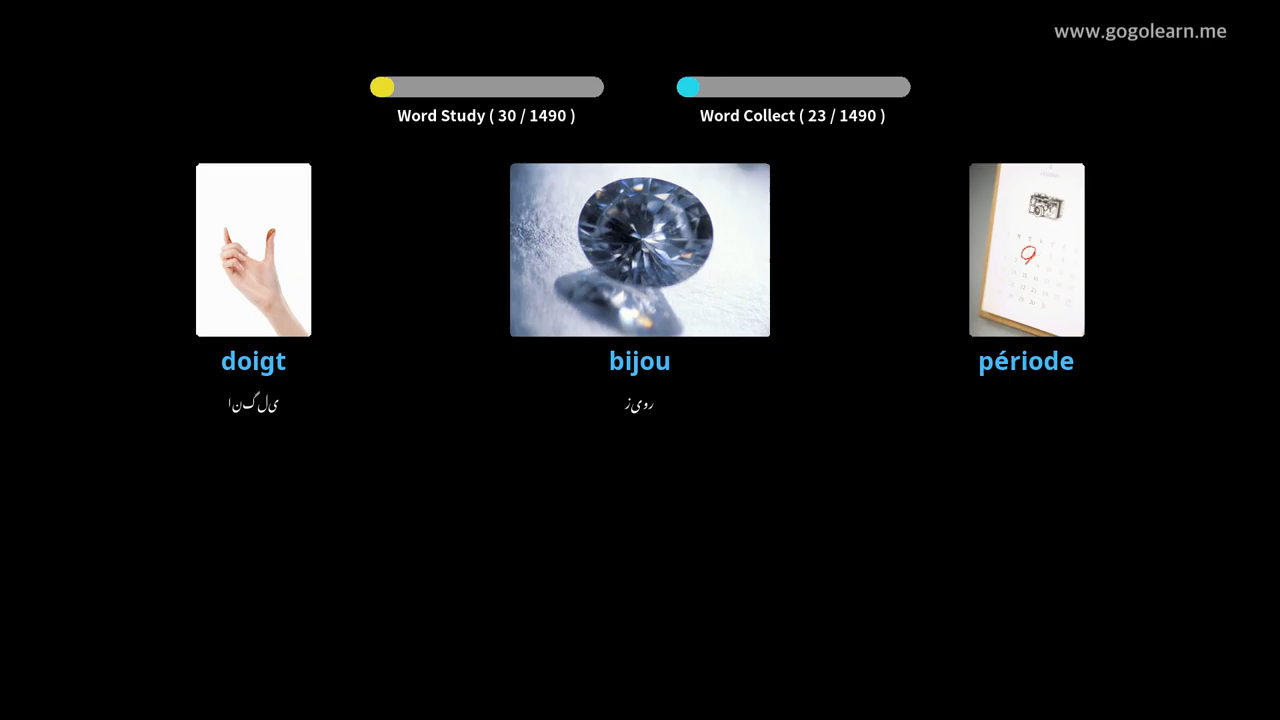 www.gogolearn.me
Word Study ( 30 / 1490 )
Word Collect ( 23 / 1490 )
doigt
bijou
période
انگلی
زیور